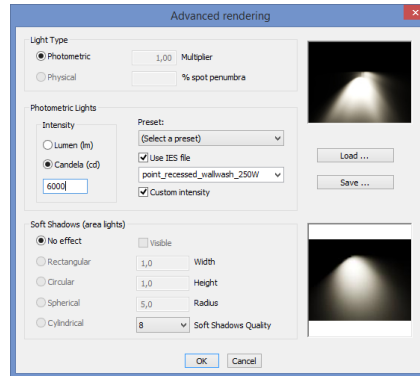 Advanced rendering
Light Type
Photometric
1,00 Multiplier
Physical
% spot penumbra
Photometric Lights
Intensity
Lumen (lm)
Candela (cd)
6000
Preset:
(Select a preset)
Use IES file
point_recessed_wallwash_250W
Custom intensity
Load ...
Save ...
Soft Shadows (area lights)
No effect
Visible
Rectangular
1,0 Width
Circular
1,0 Height
Spherical
5,0 Radius
Cylindrical
8 Soft Shadows Quality
OK Cancel